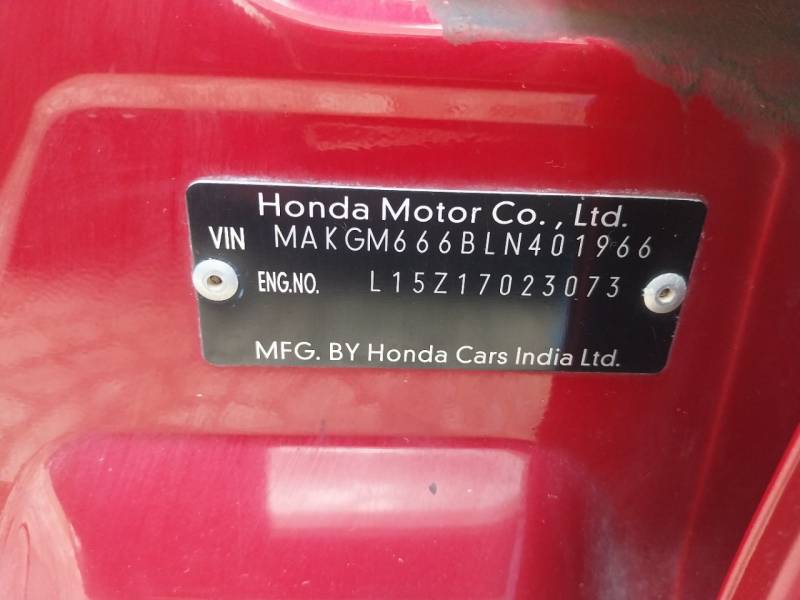 Honda Motor Co., Ltd.
VIN MAKGM666BLN401966
ENG.NO. L15Z17023073
MFG. BY Honda Cars India Ltd.